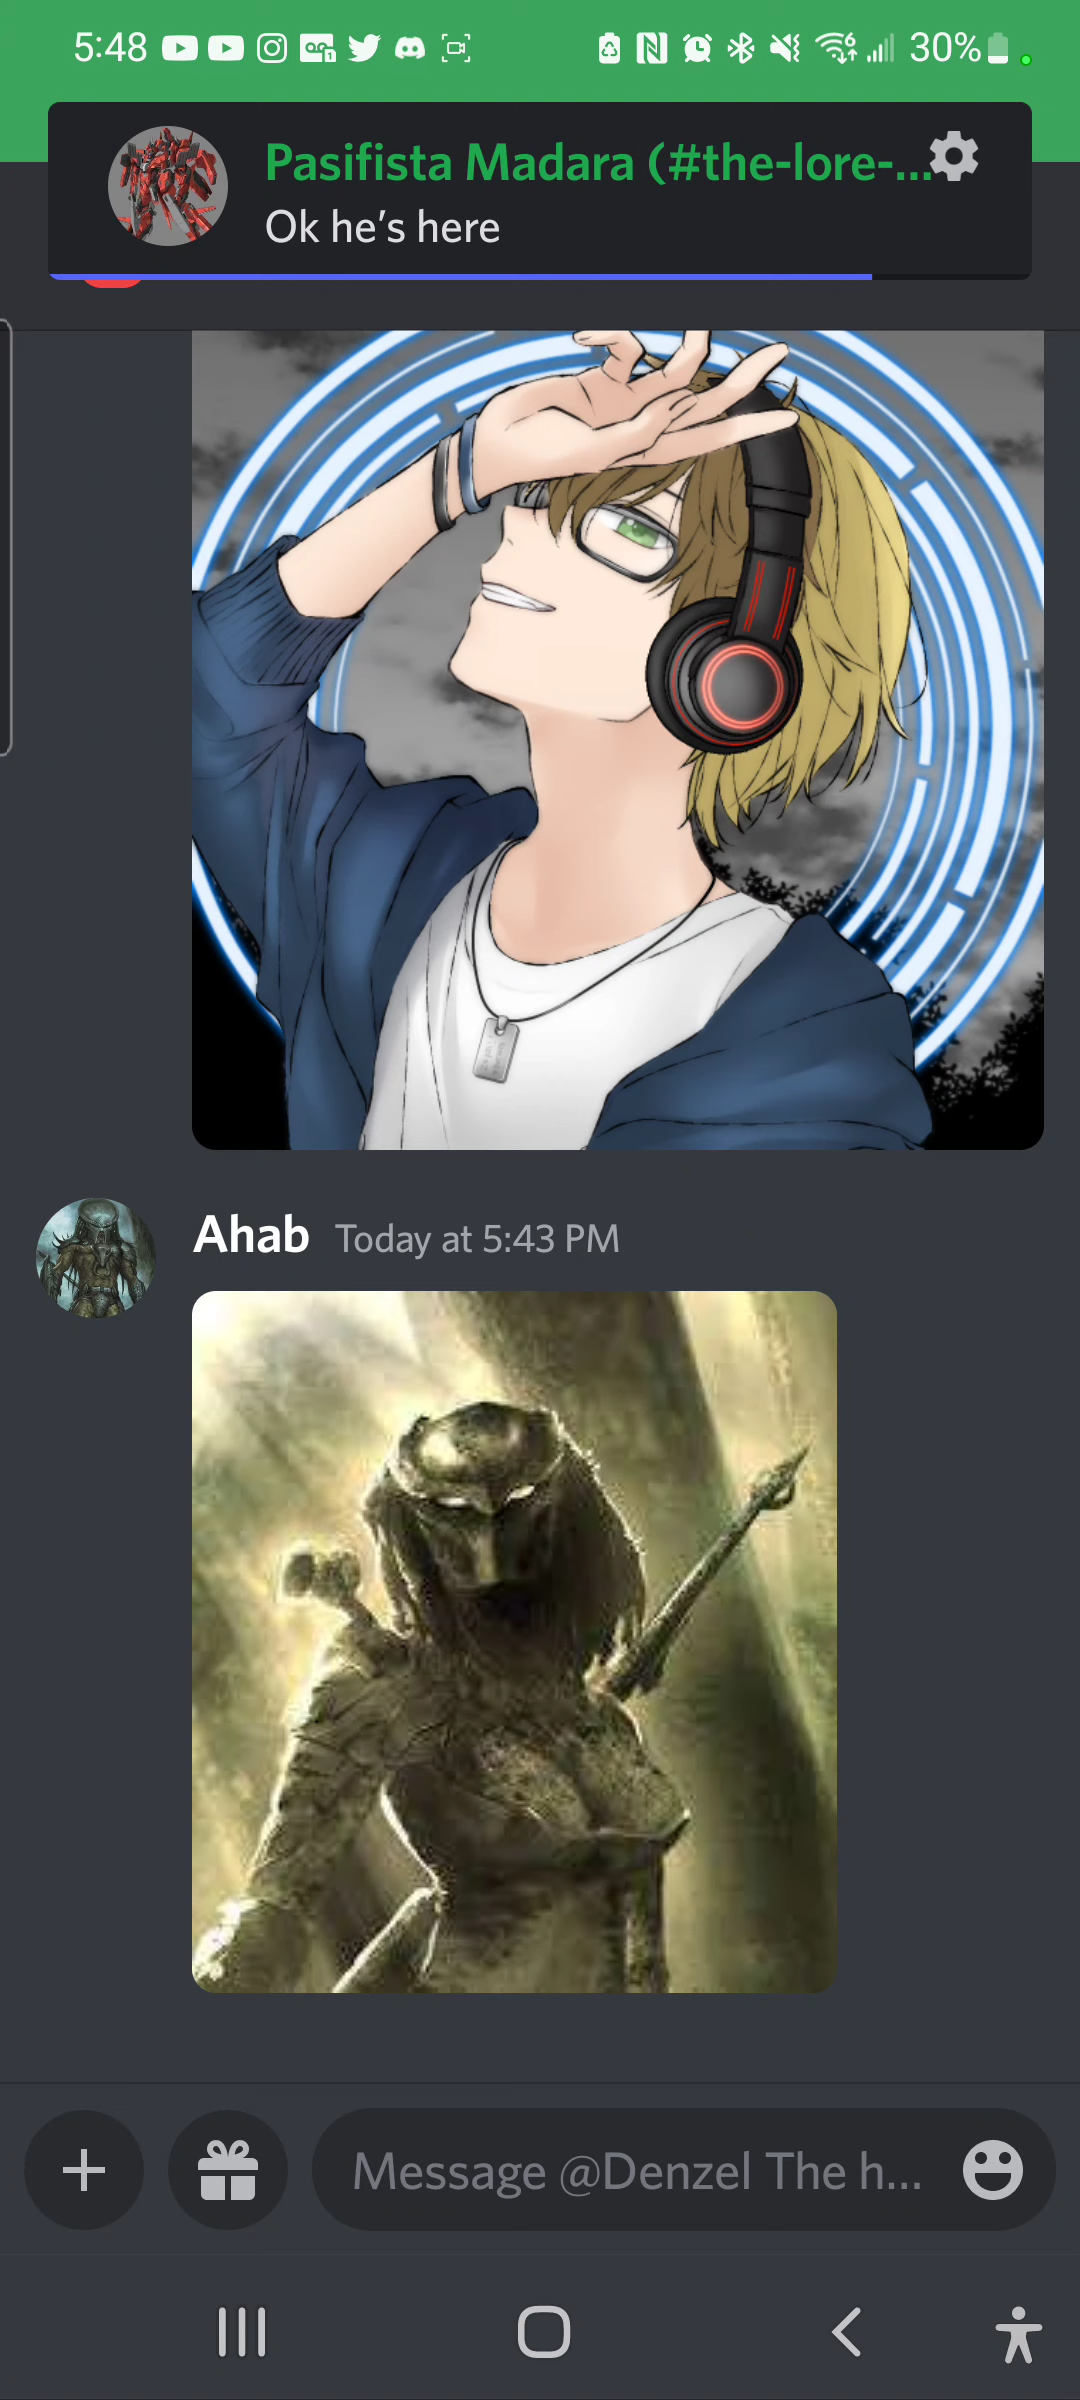 5:48
30%
Pasifista Madara (#the-lore-...
Ok he's here
Ahab Today at 5:43 PM
Message @Denzel The h...